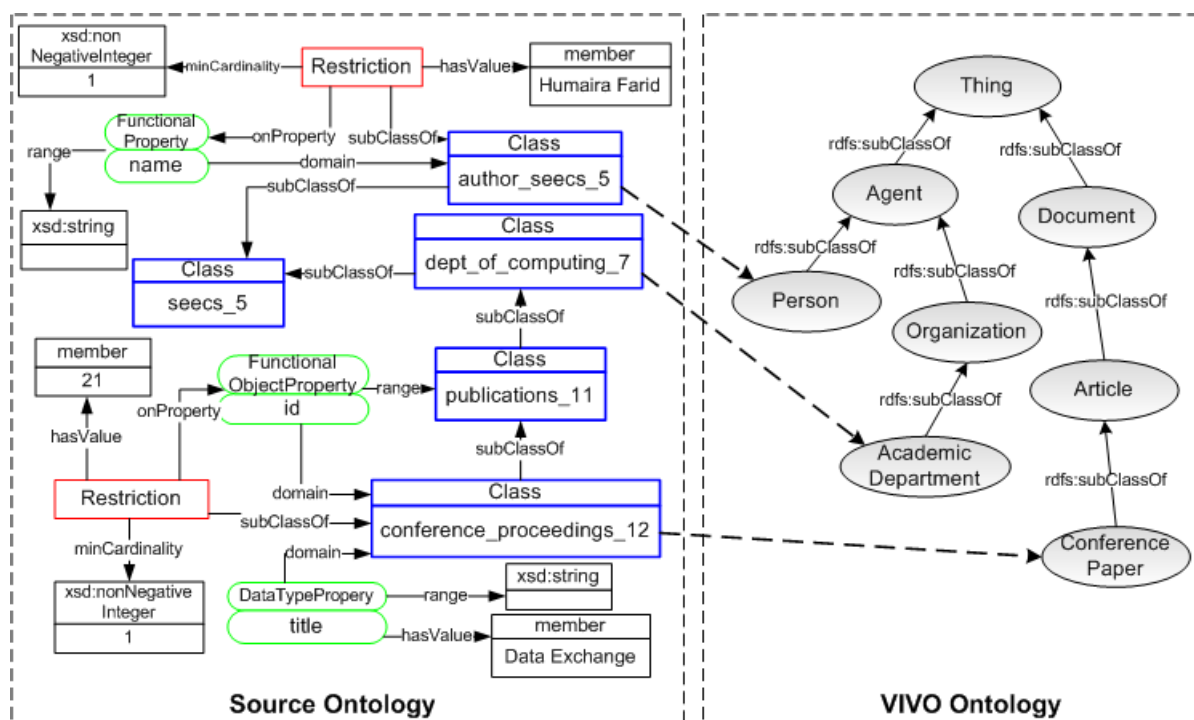 xsd:non
NegativeInteger
1
minCardinality
Restriction
hasValue
member
Humaira Farid
Functional
Property
name
onProperty
subClassOf
range
domain
Class
author_seecs_5
subClassOf
xsd:string
Class
seecs_5
subClassOf
Class
dept_of_computing_7
subClassOf
member
21
hasValue
onProperty
Functional
ObjectProperty
id
range
Class
publications_11
subClassOf
Restriction
domain
subClassOf
Class
conference_proceedings_12
minCardinality
domain
xsd:nonNegative
Integer
1
DataTypePropery
title
range
xsd:string
hasValue
member
Data Exchange
Source Ontology
Thing
rdfs:subClassOf
rdfs:subClassOf
Agent
Document
rdfs:subClassOf
rdfs:subClassOf
Person
rdfs:subClassOf
Organization
rdfs:subClassOf
Article
Academic
Department
rdfs:subClassOf
Conference
Paper
VIVO Ontology